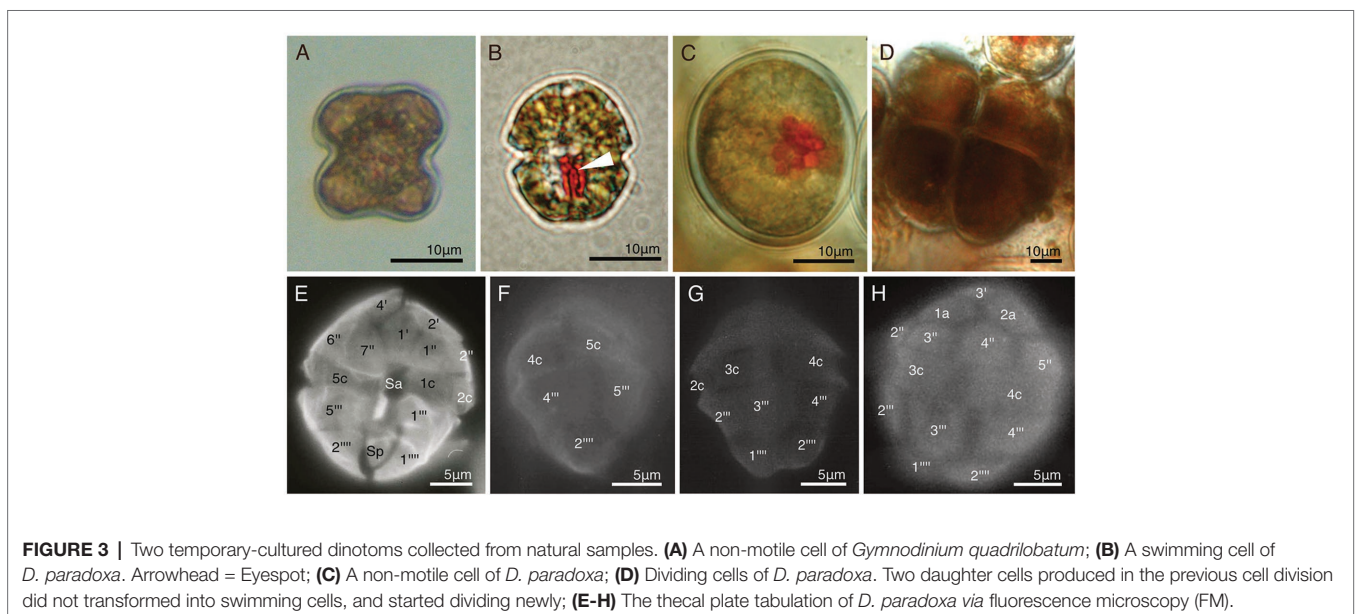 A B C D
10µm 10µm 10µm 10µm
E F G H
4' 3'
1' 2' 1a 2a
6" 5c 2"
7" 1" 2" 4c 3" 4"
3c 4c 5"
5c Sa 1c 2c 3c
2c 4c
5''' 1''' 4''' 5''' 2''' 3''' 4''' 2''' 3''' 4'''
2'''' Sp 1'''' 2'''' 1'''' 2'''' 1'''' 2''''
5µm 5µm 5µm 5µm
FIGURE 3 | Two temporary-cultured dinotoms collected from natural samples. (A) A non-motile cell of Gymnodinium quadrilobatum; (B) A swimming cell of
D. paradoxa. Arrowhead = Eyespot; (C) A non-motile cell of D. paradoxa; (D) Dividing cells of D. paradoxa. Two daughter cells produced in the previous cell division
did not transformed into swimming cells, and started dividing newly; (E-H) The thecal plate tabulation of D. paradoxa via fluorescence microscopy (FM).